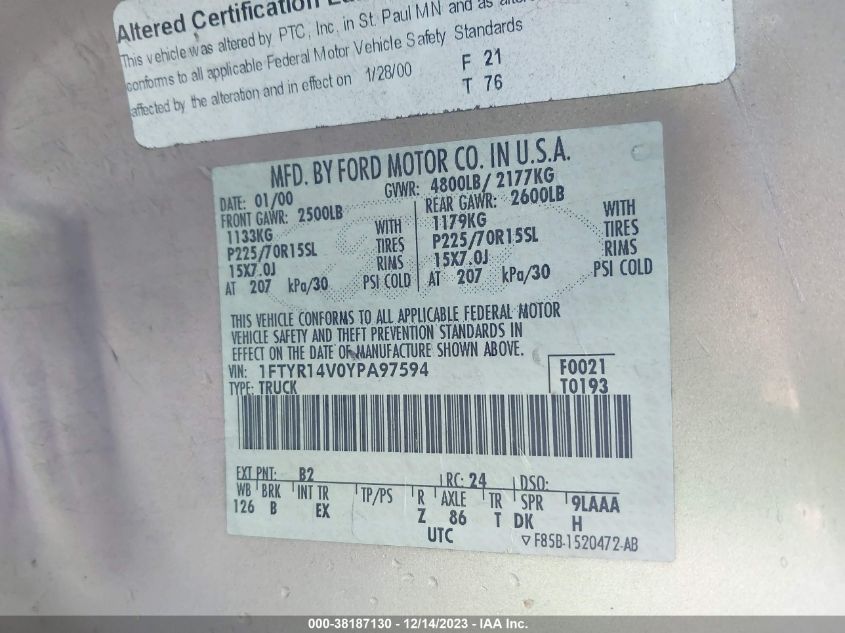 Altered Certification
This vehicle was altered by PTC, Inc, in St. Paul MN and as
conforms to all applicable Federal Motor Vehicle Safety Standards
affected by the alteration and in effect on 1/28/00
F 21
T 76
MFD. BY FORD MOTOR CO. IN U.S.A.
DATE: 01/00 GVWR: 4800LB/ 2177KG
FRONT GAWR: 2500LB REAR GAWR: 2600LB
1133KG WITH 1179KG WITH
P225/70R15SL TIRES P225/70R15SL TIRES
15X7.0J RIMS 15X7.0J RIMS
AT 207 kPa/30 PSI COLD AT 207 kPa/30 PSI COLD
THIS VEHICLE CONFORMS TO ALL APPLICABLE FEDERAL MOTOR
VEHICLE SAFETY AND THEFT PREVENTION STANDARDS IN
EFFECT ON THE DATE OF MANUFACTURE SHOWN ABOVE.
VIN: 1FTYR14V0YPA97594 F0021
TYPE: TRUCK T0193
EXT PNT: B2 RC: 24 DSO:
WB BRK INT TR TP/PS R AXLE TR SPR 9LAAA
126 B EX Z 86 T DK H
UTC ▽F85B-1520472-AB
000-38187130 - 12/14/2023 - IAA Inc.